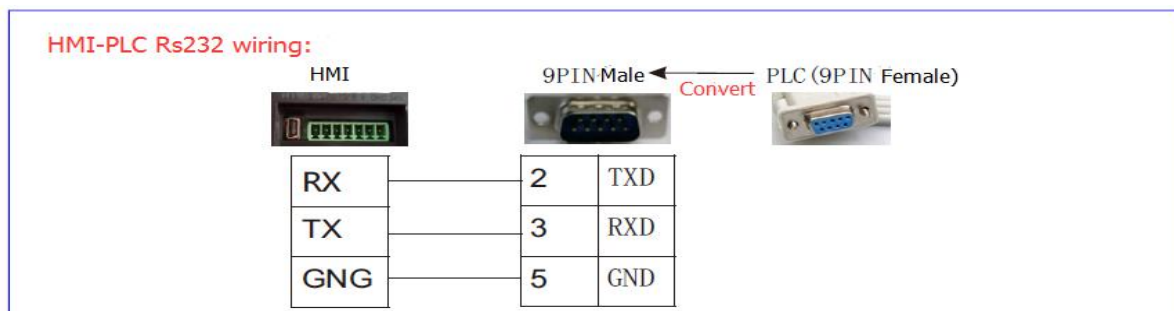 HMI-PLC Rs232 wiring:
HMI
9PIN Male
Convert
PLC(9PIN Female)
RX 2 TXD
TX 3 RXD
GNG 5 GND